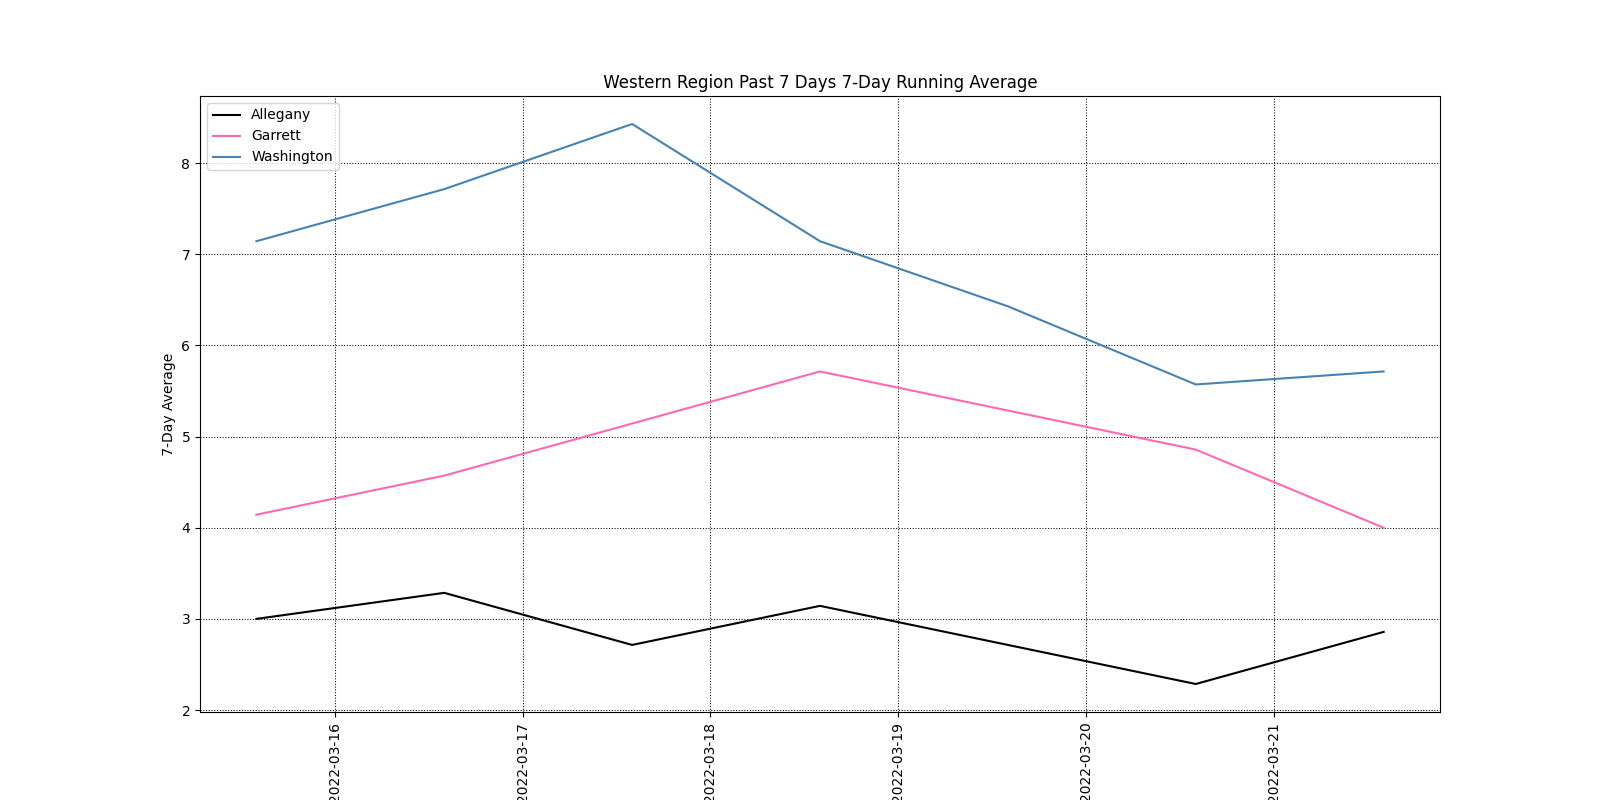 Western Region Past 7 Days 7-Day Running Average
Allegany
Garrett
Washington
7-Day Average
8
7
6
5
4
3
2
2022-03-16
2022-03-17
2022-03-18
2022-03-19
2022-03-20
2022-03-21